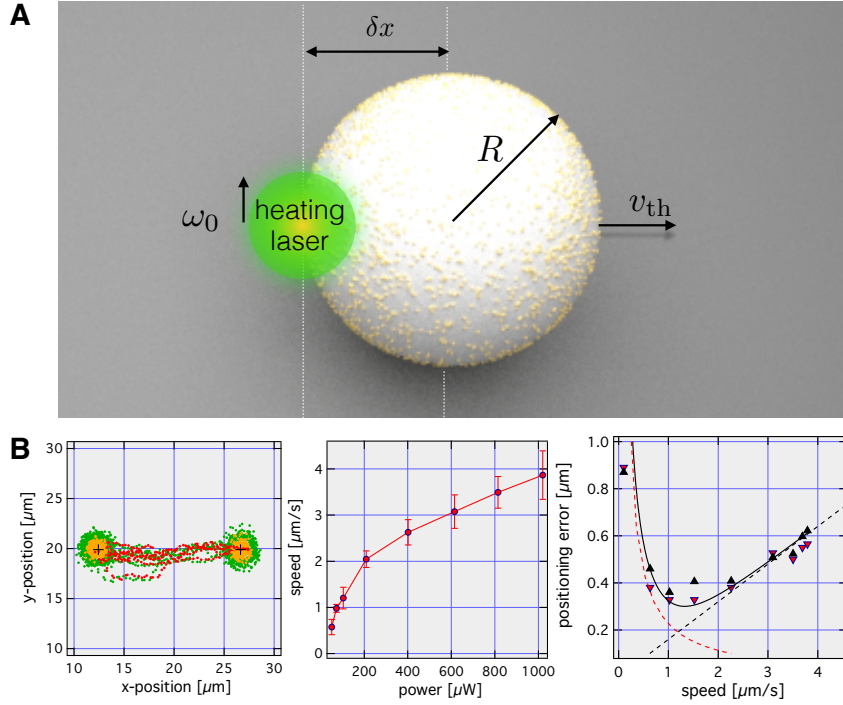 A
δx
R
ω₀
heating
laser
v_th
B
30
25
20
15
10
y-position [µm]
10 15 20 25 30
x-position [µm]
4
3
2
1
0
speed [µm/s]
200 400 600 800 1000
power [µW]
1.0
0.8
0.6
0.4
0.2
positioning error [µm]
0 1 2 3 4
speed [µm/s]